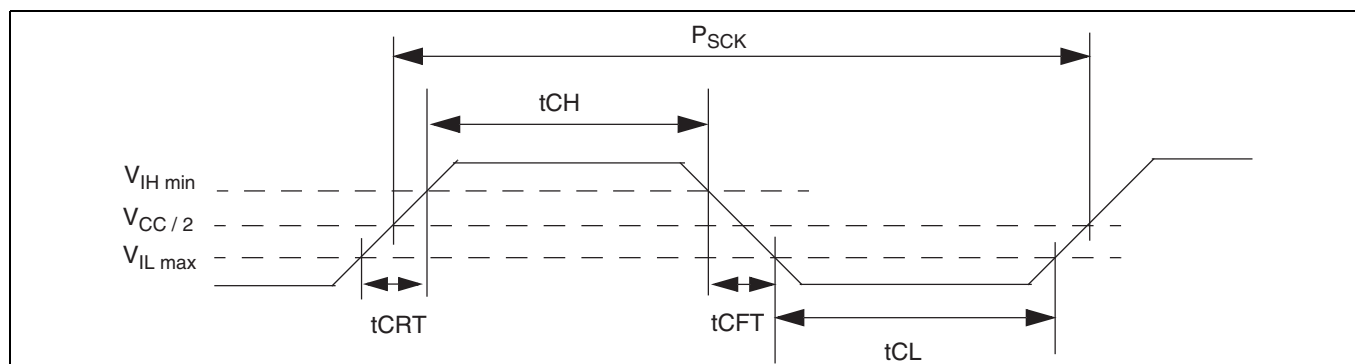 PSCK
tCH
VIH min
VCC / 2
VIL max
tCRT
tCFT
tCL